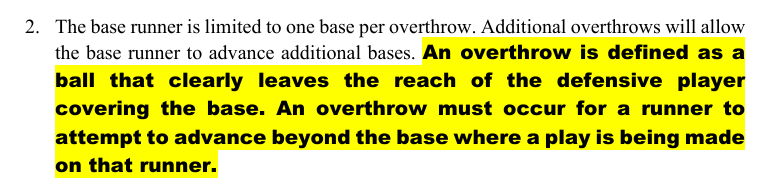 2. The base runner is limited to one base per overthrow. Additional overthrows will allow
the base runner to advance additional bases. An overthrow is defined as a
ball that clearly leaves the reach of the defensive player
covering the base. An overthrow must occur for a runner to
attempt to advance beyond the base where a play is being made
on that runner.